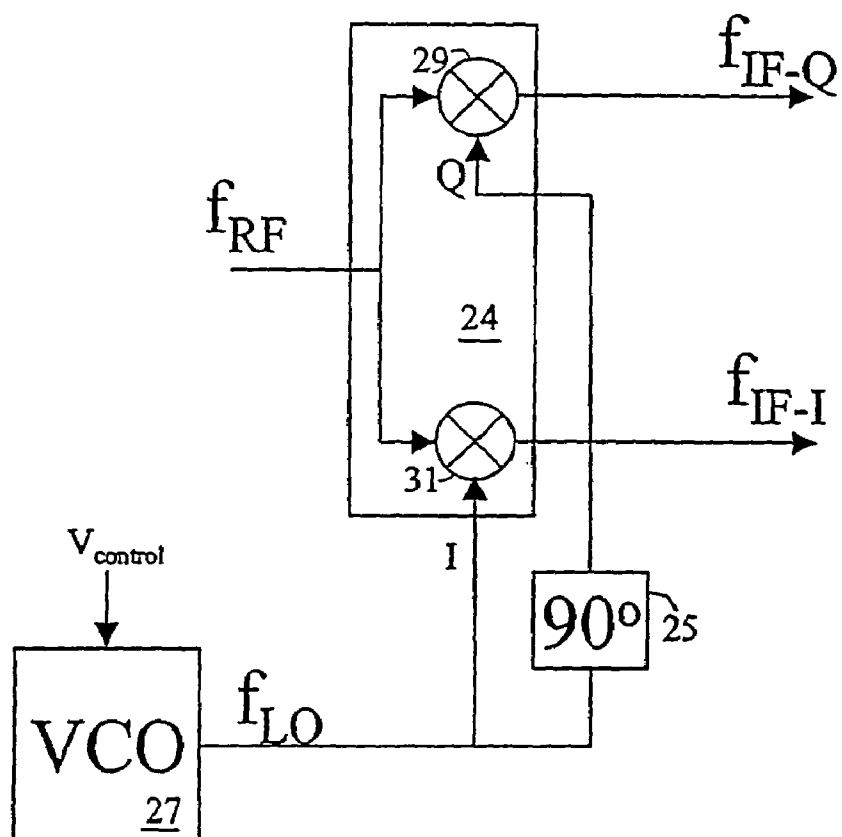 29
f_IF-Q
Q
f_RF
24
f_IF-I
31
V_control
I
90°
25
f_LO
VCO
27